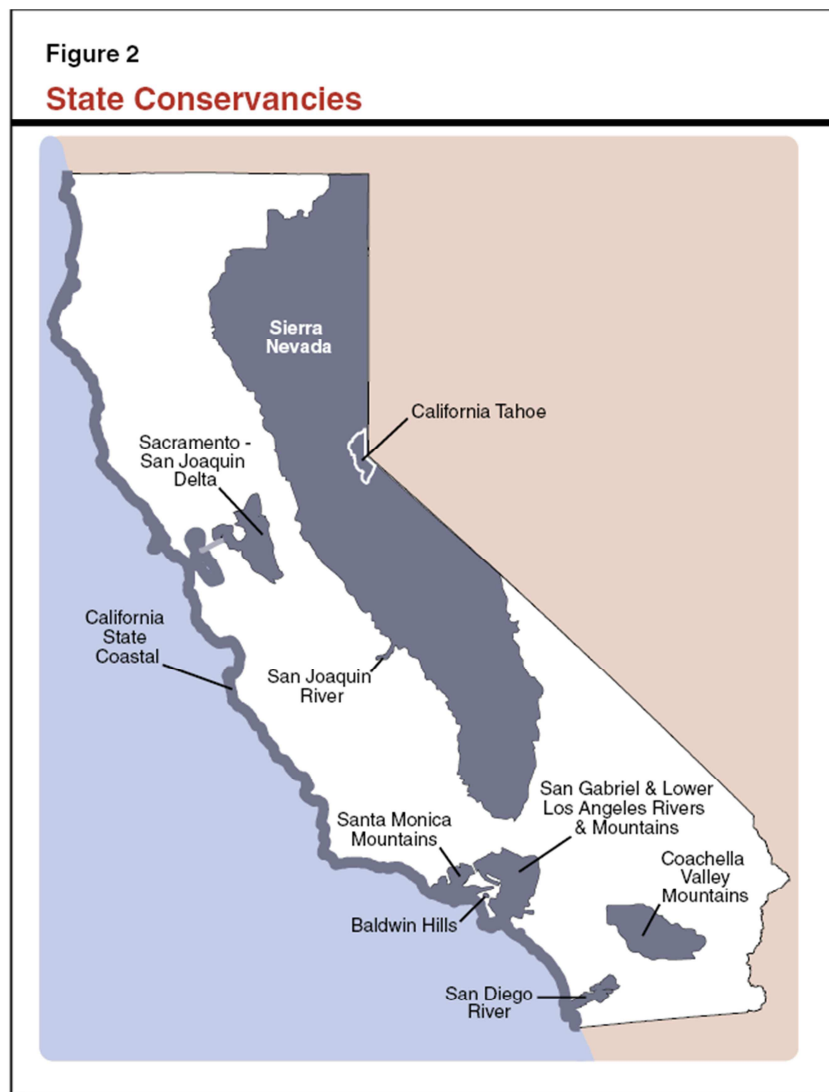 Figure 2
State Conservancies
Sierra
Nevada
California Tahoe
Sacramento -
San Joaquin
Delta
California
State
Coastal
San Joaquin
River
San Gabriel & Lower
Los Angeles Rivers
& Mountains
Santa Monica
Mountains
Coachella
Valley
Mountains
Baldwin Hills
San Diego
River